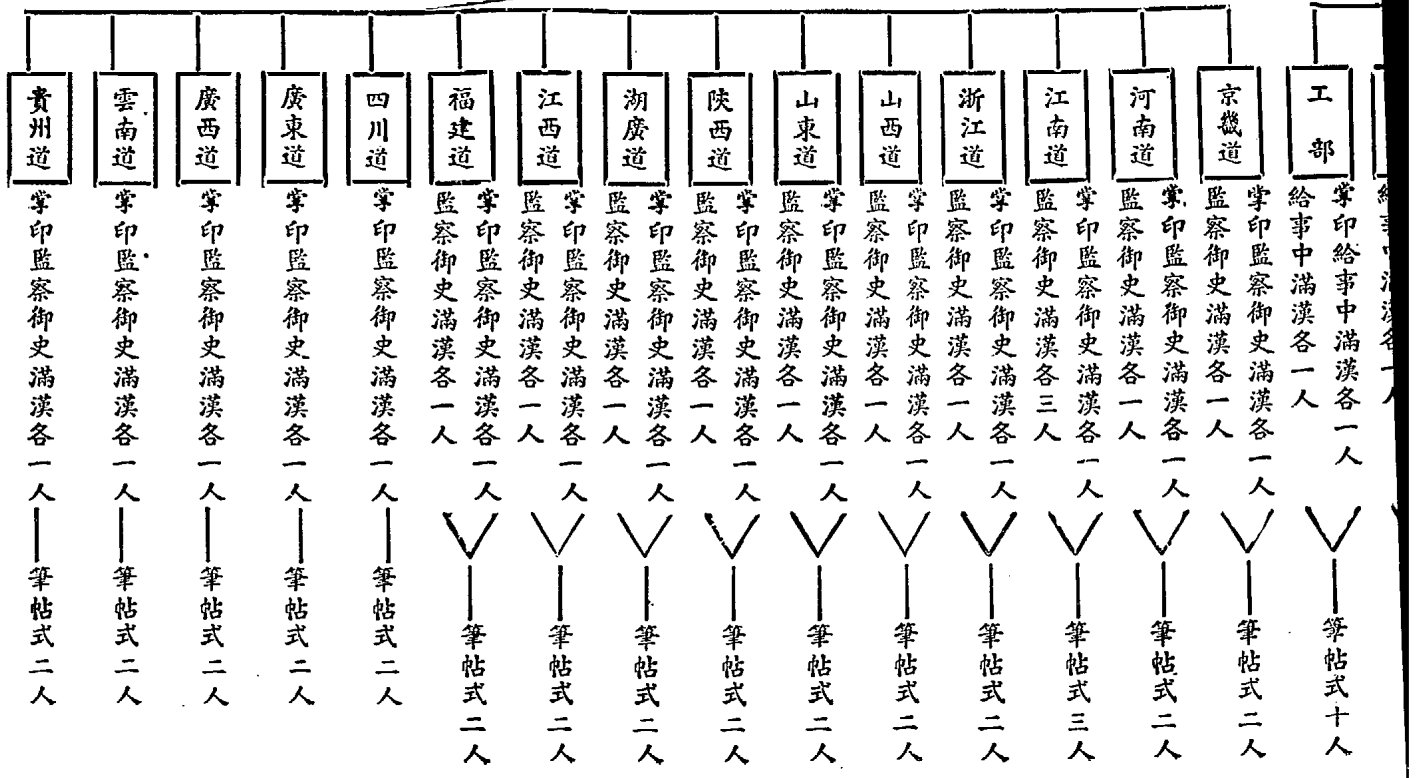 給事中滿漢各一人
工部
掌印給事中滿漢各一人
給事中滿漢各一人
筆帖式十人
京畿道
掌印監察御史滿漢各一人
監察御史滿漢各一人
筆帖式二人
河南道
掌印監察御史滿漢各一人
監察御史滿漢各一人
筆帖式二人
江南道
掌印監察御史滿漢各一人
監察御史滿漢各三人
筆帖式三人
浙江道
掌印監察御史滿漢各一人
監察御史滿漢各一人
筆帖式二人
山西道
掌印監察御史滿漢各一人
監察御史滿漢各一人
筆帖式二人
山東道
掌印監察御史滿漢各一人
監察御史滿漢各一人
筆帖式二人
陝西道
掌印監察御史滿漢各一人
監察御史滿漢各一人
筆帖式二人
湖廣道
掌印監察御史滿漢各一人
監察御史滿漢各一人
筆帖式二人
江西道
掌印監察御史滿漢各一人
監察御史滿漢各一人
筆帖式二人
福建道
掌印監察御史滿漢各一人
監察御史滿漢各一人
筆帖式二人
四川道
掌印監察御史滿漢各一人
筆帖式二人
廣東道
掌印監察御史滿漢各一人
筆帖式二人
廣西道
掌印監察御史滿漢各一人
筆帖式二人
雲南道
掌印監察御史滿漢各一人
筆帖式二人
貴州道
掌印監察御史滿漢各一人
筆帖式二人